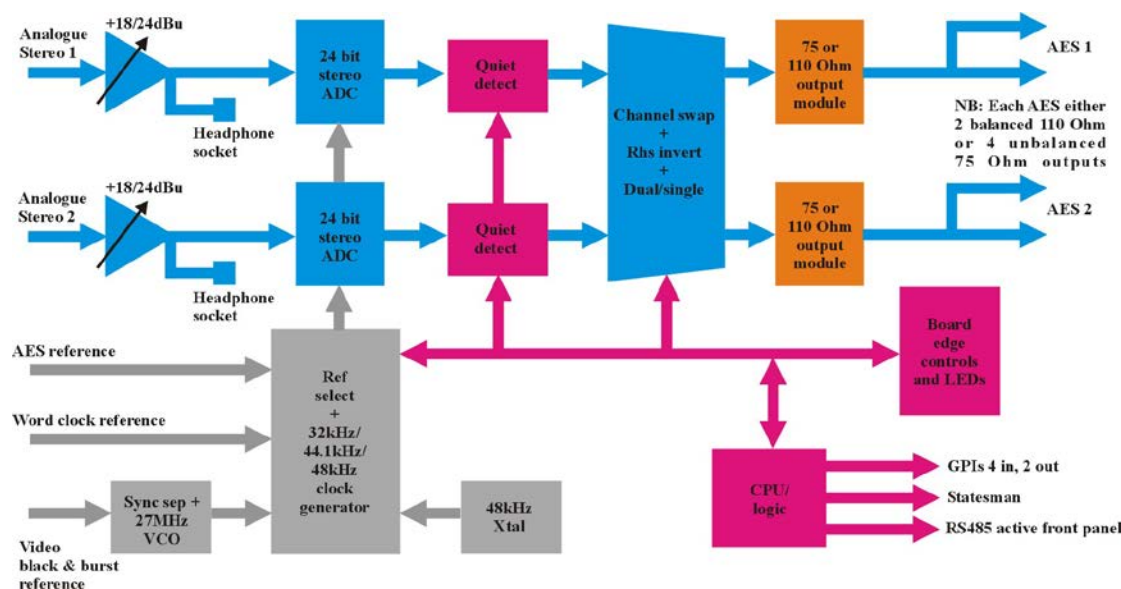 +18/24dBu
Analogue
Stereo 1
24 bit
stereo
ADC
Quiet
detect
Channel swap
+
Rhs invert
+
Dual/single
75 or
110 Ohm
output
module
AES 1
Headphone
socket
NB: Each AES either
2 balanced 110 Ohm
or 4 unbalanced
75 Ohm outputs
+18/24dBu
Analogue
Stereo 2
24 bit
stereo
ADC
Quiet
detect
75 or
110 Ohm
output
module
AES 2
Headphone
socket
AES reference
Word clock reference
Ref
select
+
32kHz/
44.1kHz/
48kHz
clock
generator
Board
edge
controls
and LEDs
Sync sep +
27MHz
VCO
48kHz
Xtal
CPU/
logic
GPIs 4 in, 2 out
Statesman
RS485 active front panel
Video
black & burst
reference